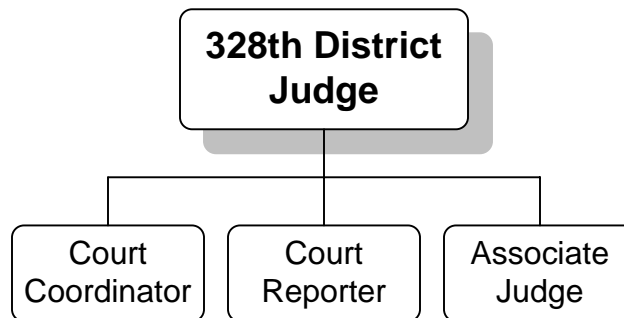 328th District
Judge
Court
Coordinator
Court
Reporter
Associate
Judge